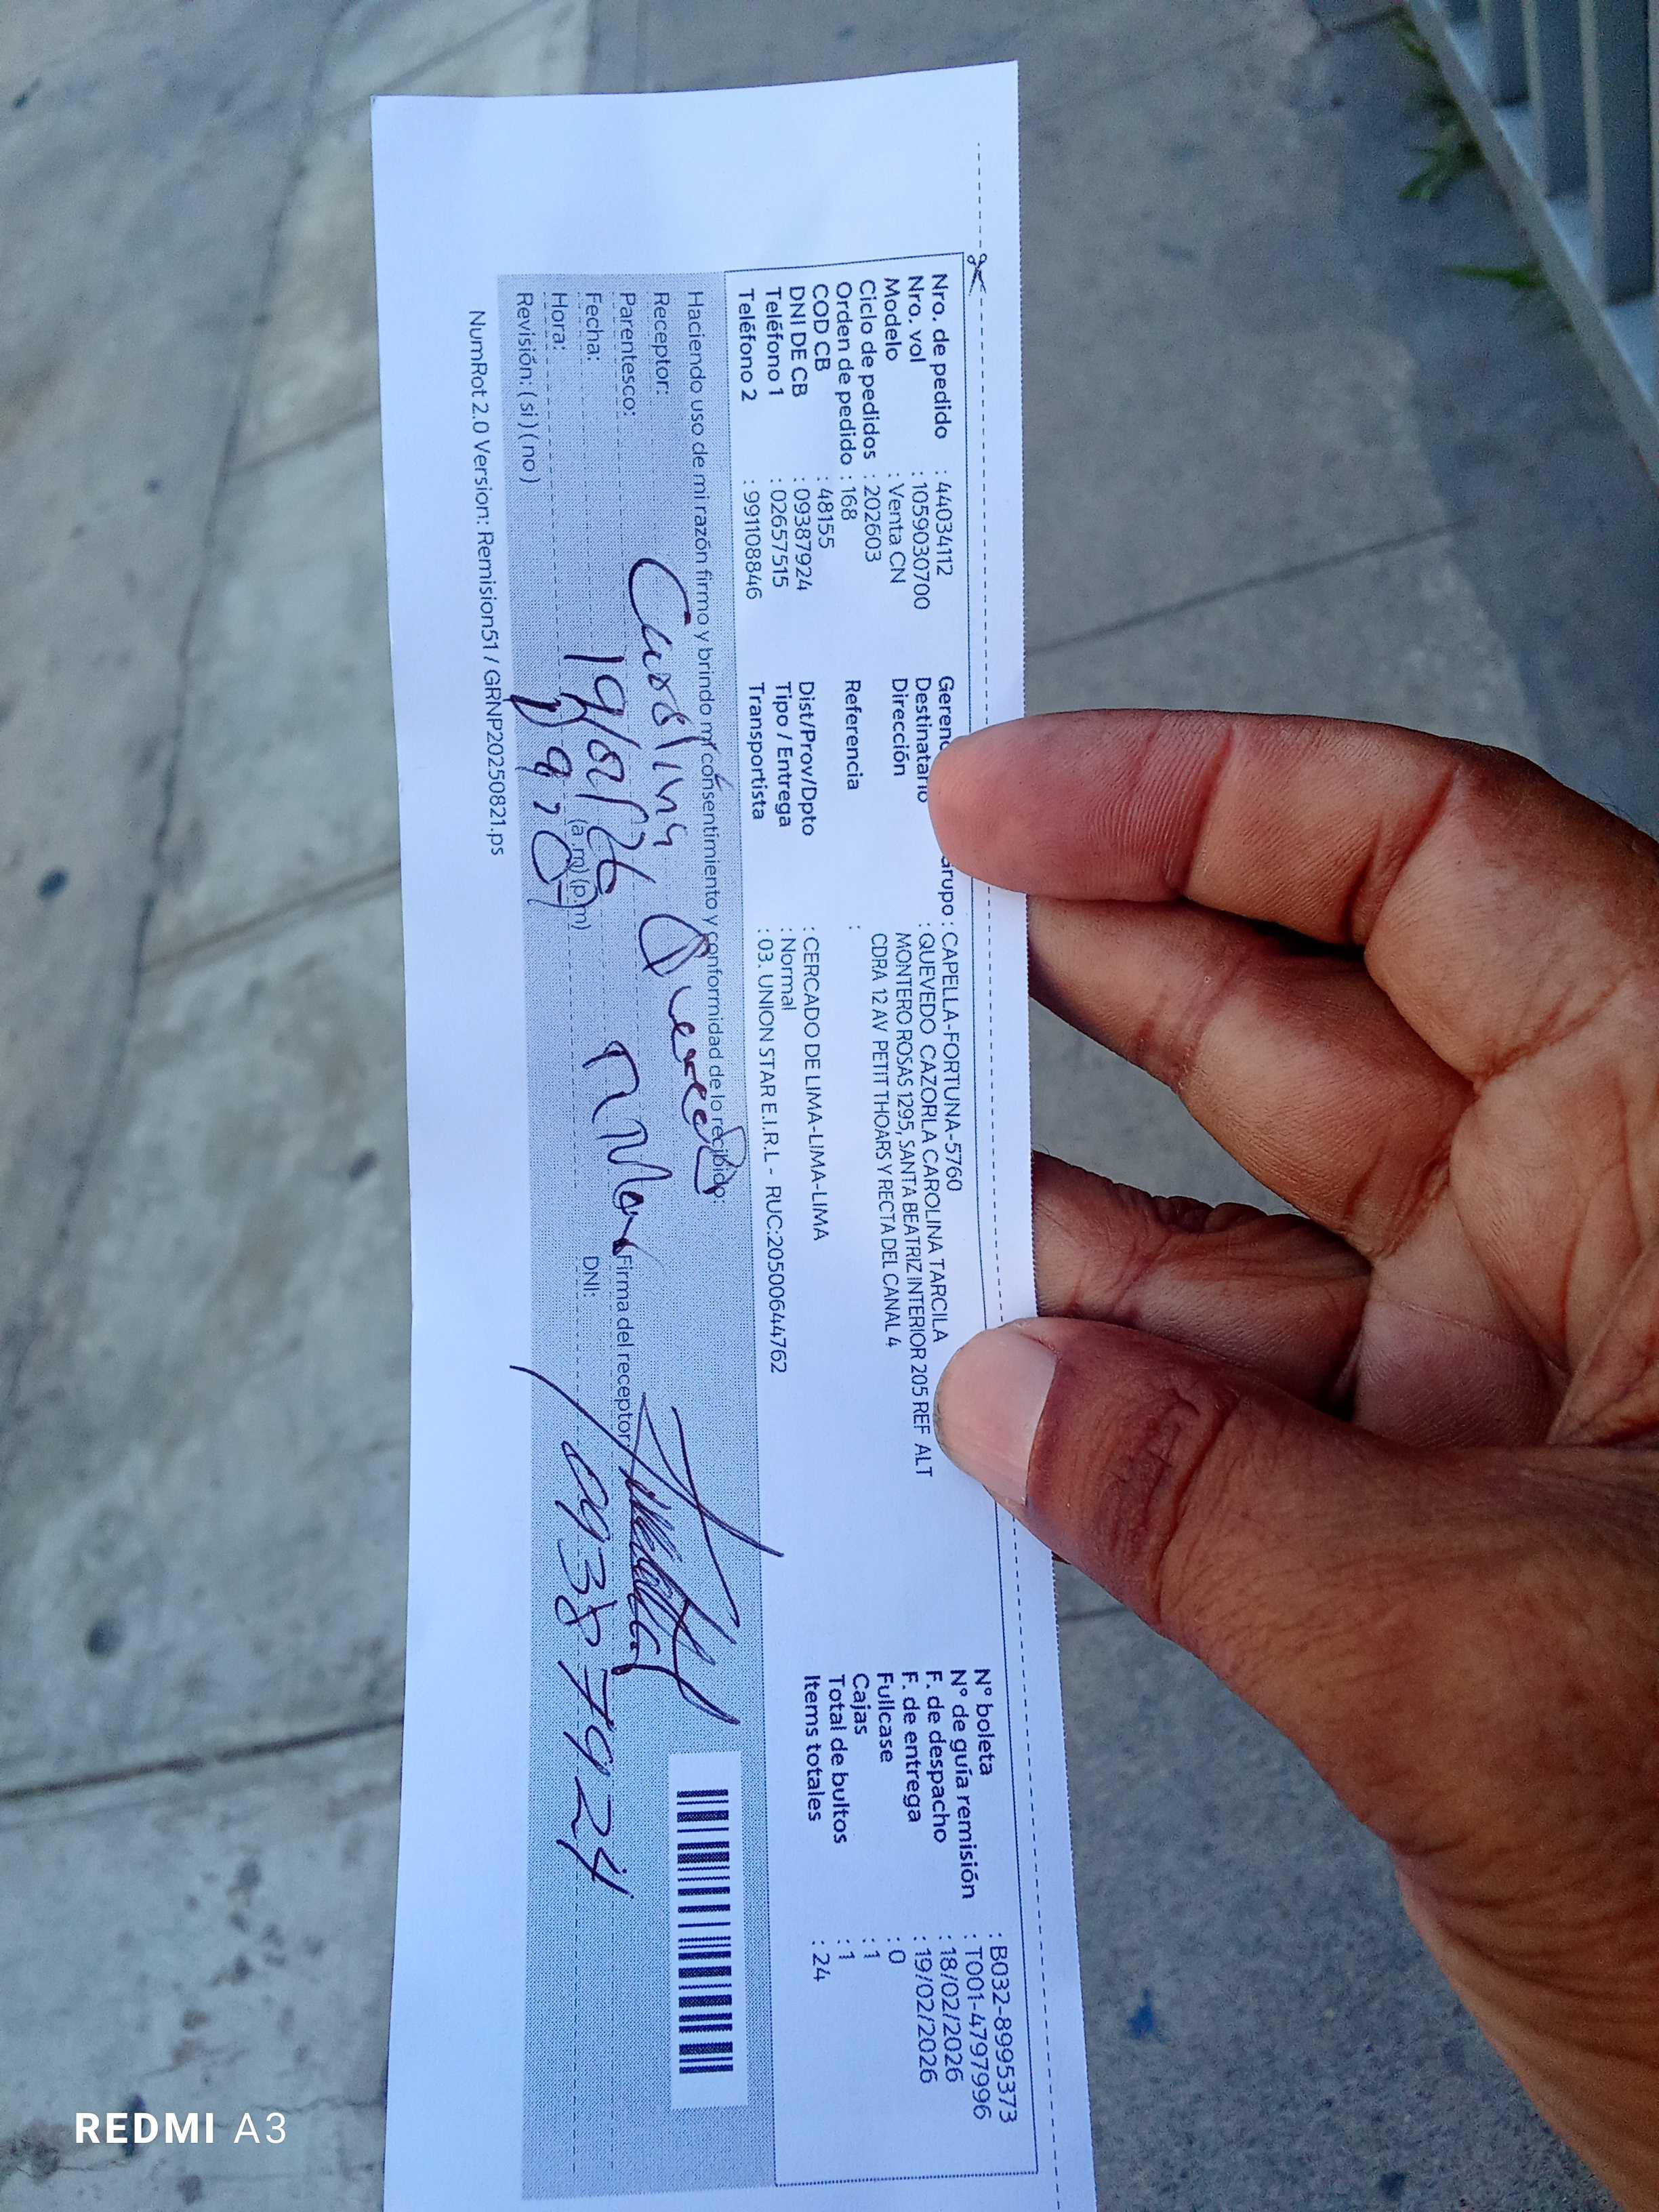 Nro. de pedido : 44034112
Nro. vol : 1059030700
Modelo : Venta CN
Ciclo de pedidos : 202603
Orden de pedido : 168
COD CB : 48155
DNI DE CB : 09387924
Teléfono 1 : 02657515
Teléfono 2 : 991108846
Gerenc grupo : CAPELLA-FORTUNA-5760
Destinatario : QUEVEDO CAZORLA CAROLINA TARCILA
Dirección MONTERO ROSAS 1295, SANTA BEATRIZ INTERIOR 205 REF ALT
CDRA 12 AV PETIT THOARS Y RECTA DEL CANAL 4
Referencia :
Dist/Prov/Dpto : CERCADO DE LIMA-LIMA-LIMA
Tipo / Entrega : Normal
Transportista : 03. UNION STAR E.I.R.L - RUC:20500644762
N° boleta : B032-8995373
N° de guía remisión : T001-47979​96
F. de despacho : 18/02/2026
F. de entrega : 19/02/2026
Fullcase : 0
Cajas : 1
Total de bultos : 1
Items totales : 24
Haciendo uso de mi razón firmo y brindo mi consentimiento y conformidad de lo recibido:
Receptor:
Parentesco:
Fecha: 19/02/26
Hora: (a.m) (p.m)
Revisión: ( si ) ( no )
Firma del receptor
DNI: 09387924
NumRot 2.0 Version: Remision51 / GRNP20250821.ps
REDMI A3